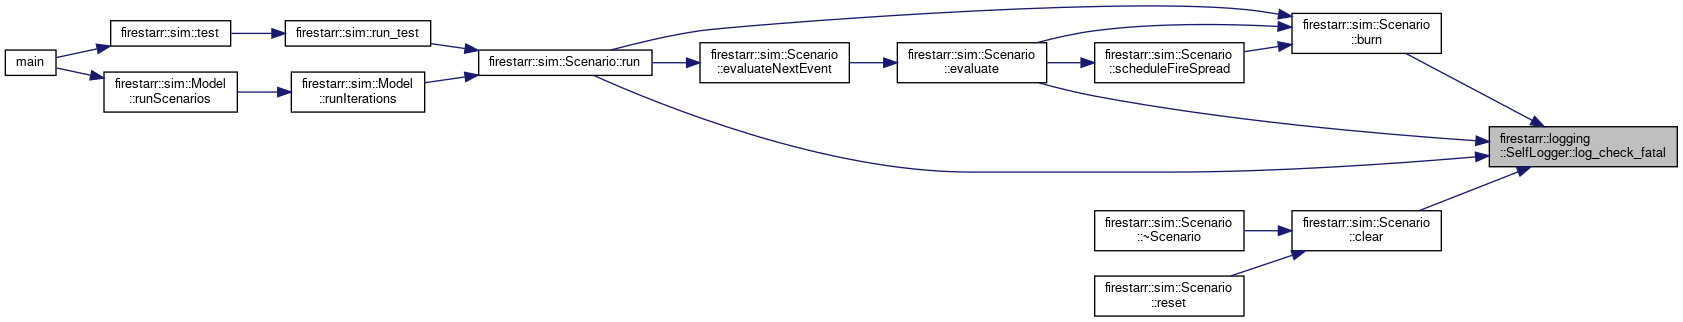 main
firestarr::sim::test
firestarr::sim::Model
::runScenarios
firestarr::sim::run_test
firestarr::sim::Model
::runIterations
firestarr::sim::Scenario::run
firestarr::sim::Scenario
::evaluateNextEvent
firestarr::sim::Scenario
::evaluate
firestarr::sim::Scenario
::scheduleFireSpread
firestarr::sim::Scenario
::burn
firestarr::logging
::SelfLogger::log_check_fatal
firestarr::sim::Scenario
::~Scenario
firestarr::sim::Scenario
::clear
firestarr::sim::Scenario
::reset